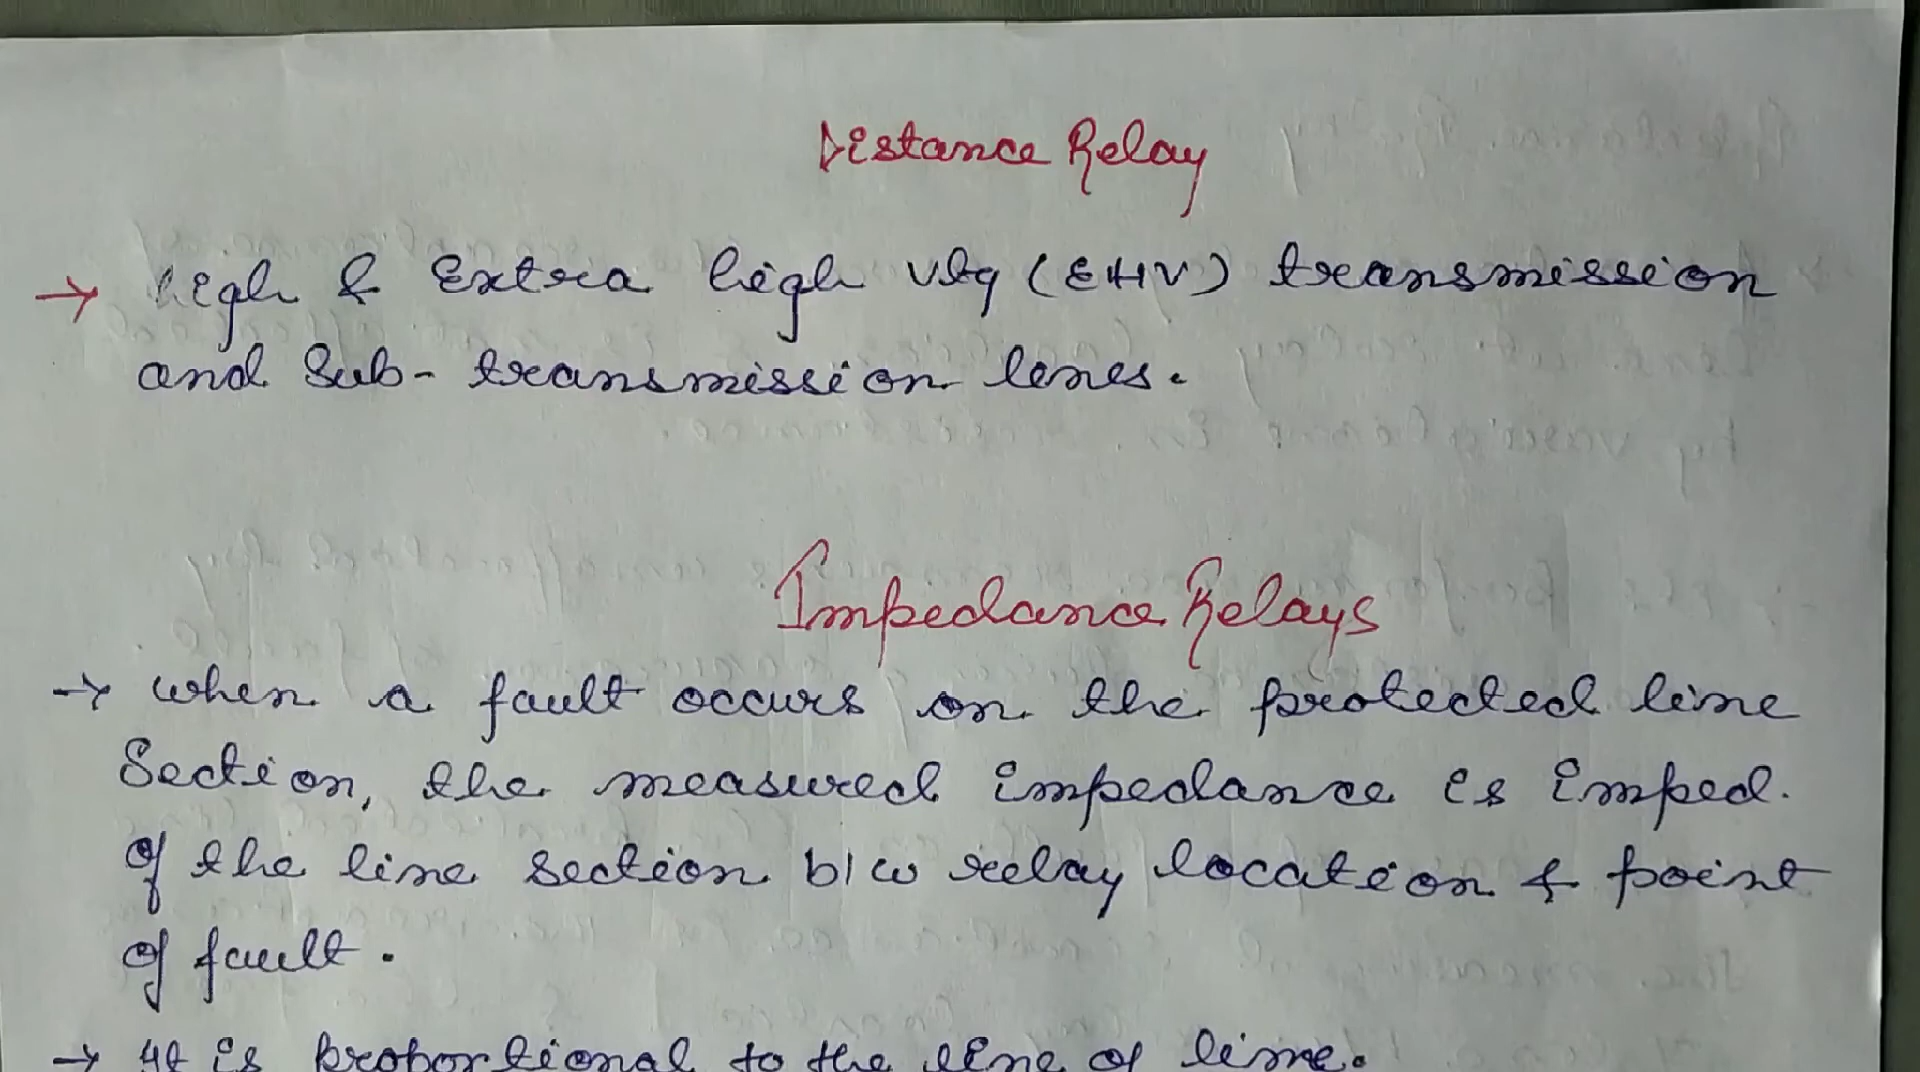 Distance Relay
→ high & Extra high vtg (EHV) transmission
and Sub-transmission lines.
Impedance Relays
→ when a fault occurs on the protected line
Section, the measured impedance is imped.
of the line section b/w relay location & point
of fault.
→ It is proportional to the line of line.